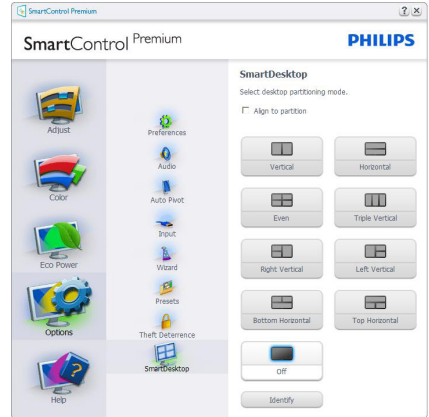 SmartControl Premium
? ×
SmartControl Premium
PHILIPS
Adjust
Color
Eco Power
Options
Help
Preferences
Audio
Auto Pivot
Input
Wizard
Presets
Theft Deterrence
SmartDesktop
SmartDesktop
Select desktop partitioning mode.
Align to partition
Vertical
Horizontal
Even
Triple Vertical
Right Vertical
Left Vertical
Bottom Horizontal
Top Horizontal
Off
Identify